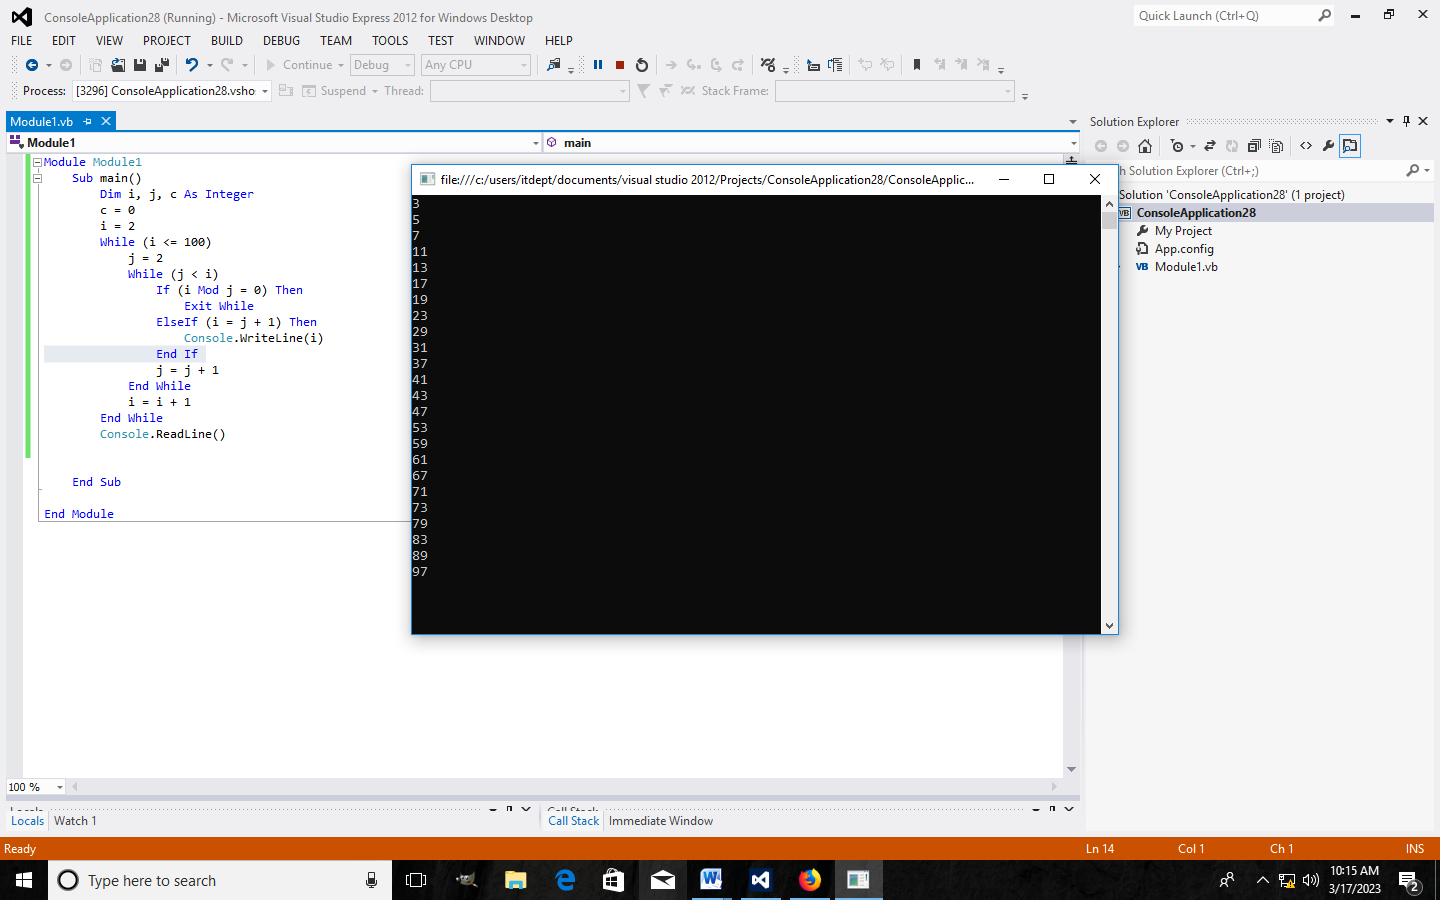 ConsoleApplication28 (Running) - Microsoft Visual Studio Express 2012 for Windows Desktop
Quick Launch (Ctrl+Q)
FILE EDIT VIEW PROJECT BUILD DEBUG TEAM TOOLS TEST WINDOW HELP
Continue Debug Any CPU
Process: [3296] ConsoleApplication28.vsho Suspend Thread: Stack Frame:
Module1.vb
Solution Explorer
Module1 main
Module Module1
Sub main()
Dim i, j, c As Integer
c = 0
i = 2
While (i <= 100)
j = 2
While (j < i)
If (i Mod j = 0) Then
Exit While
ElseIf (i = j + 1) Then
Console.WriteLine(i)
End If
j = j + 1
End While
i = i + 1
End While
Console.ReadLine()
End Sub
End Module
file:///c:/users/itdept/documents/visual studio 2012/Projects/ConsoleApplication28/ConsoleApplic...
3
5
7
11
13
17
19
23
29
31
37
41
43
47
53
59
61
67
71
73
79
83
89
97
h Solution Explorer (Ctrl+;)
Solution 'ConsoleApplication28' (1 project)
VB ConsoleApplication28
My Project
App.config
VB Module1.vb
100 %
Locals Call Stack
Locals Watch 1 Call Stack Immediate Window
Ready Ln 14 Col 1 Ch 1 INS
Type here to search
10:15 AM
3/17/2023
2